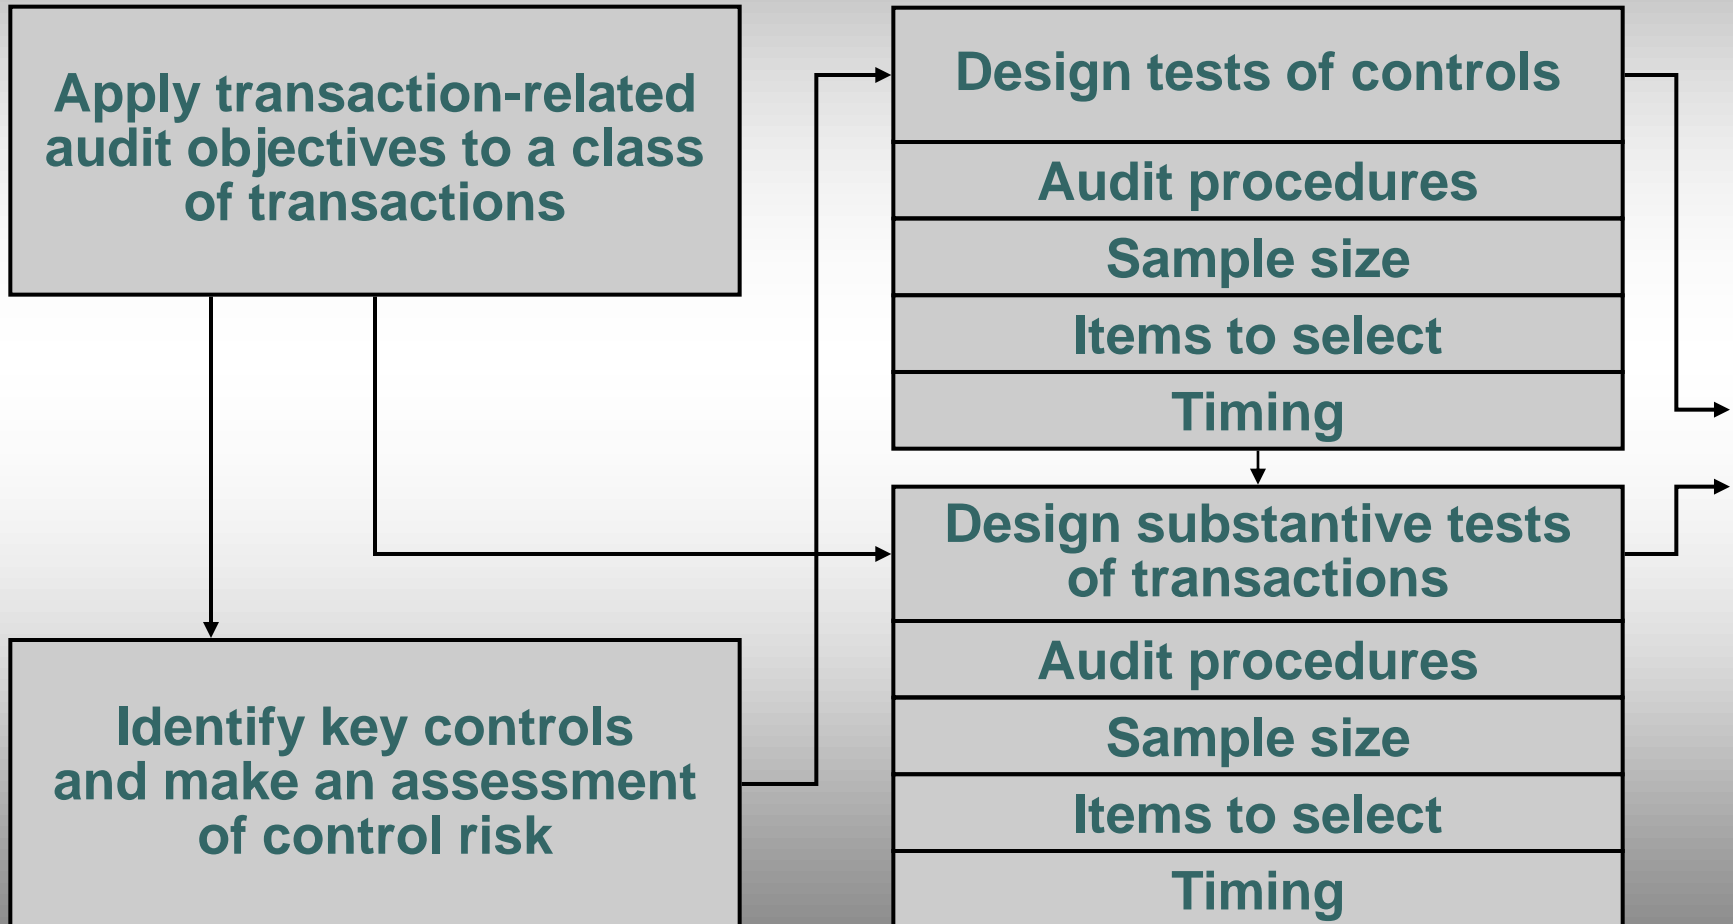 Apply transaction-related
audit objectives to a class
of transactions
Identify key controls
and make an assessment
of control risk
Design tests of controls
Audit procedures
Sample size
Items to select
Timing
Design substantive tests
of transactions
Audit procedures
Sample size
Items to select
Timing